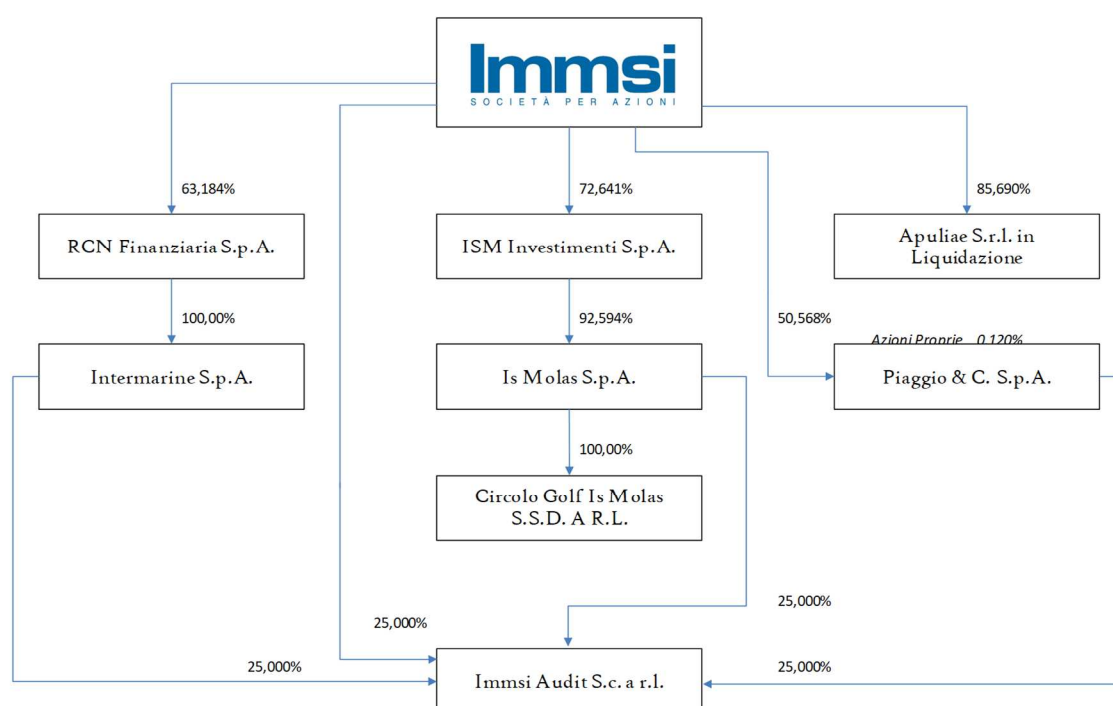 Immsi
SOCIETÀ PER AZIONI
63,184%
72,641%
85,690%
RCN Finanziaria S.p.A.
ISM Investimenti S.p.A.
Apuliae S.r.l. in
Liquidazione
100,00%
92,594%
50,568%
Azioni Proprie 0,120%
Intermarine S.p.A.
Is Molas S.p.A.
Piaggio & C. S.p.A.
100,00%
Circolo Golf Is Molas
S.S.D. A R.L.
25,000%
25,000%
25,000%
25,000%
Immsi Audit S.c. a r.l.